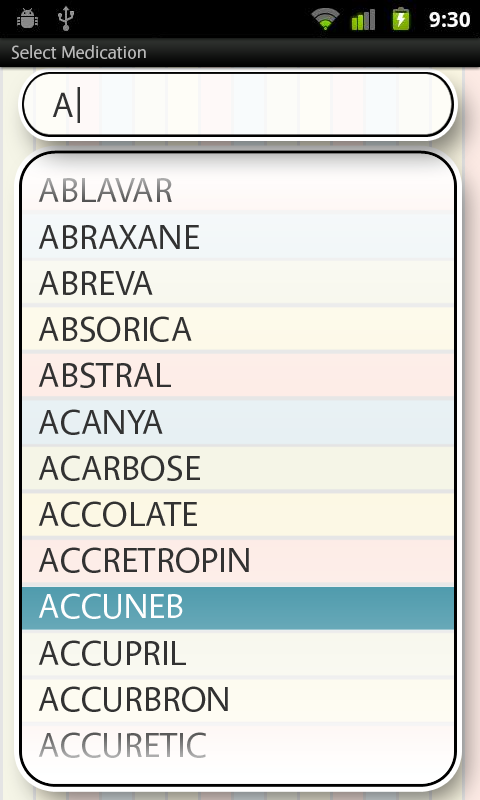 9:30
Select Medication
A
ABLAVAR
ABRAXANE
ABREVA
ABSORICA
ABSTRAL
ACANYA
ACARBOSE
ACCOLATE
ACCRETROPIN
ACCUNEB
ACCUPRIL
ACCURBRON
ACCURETIC